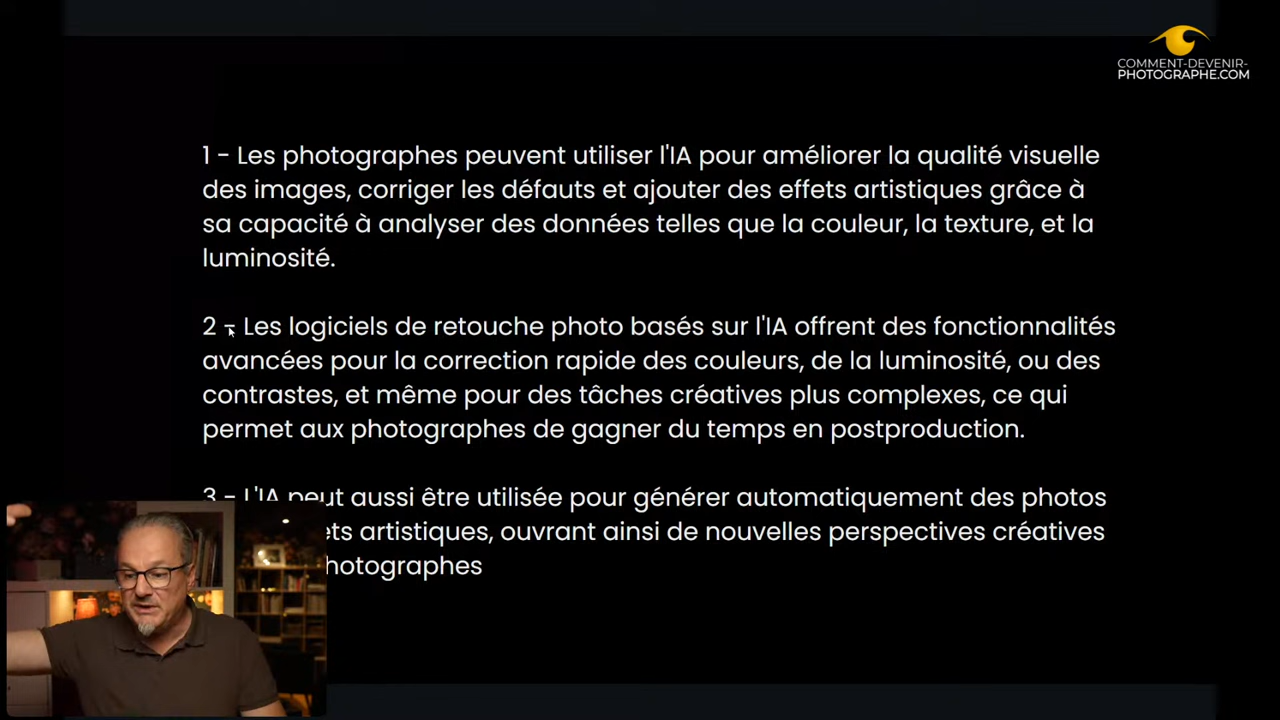 COMMENT-DEVENIR-
PHOTOGRAPHE.COM
1 - Les photographes peuvent utiliser l'IA pour améliorer la qualité visuelle
des images, corriger les défauts et ajouter des effets artistiques grâce à
sa capacité à analyser des données telles que la couleur, la texture, et la
luminosité.
2 - Les logiciels de retouche photo basés sur l'IA offrent des fonctionnalités
avancées pour la correction rapide des couleurs, de la luminosité, ou des
contrastes, et même pour des tâches créatives plus complexes, ce qui
permet aux photographes de gagner du temps en postproduction.
3 - L'IA peut aussi être utilisée pour générer automatiquement des photos
artistiques, ouvrant ainsi de nouvelles perspectives créatives